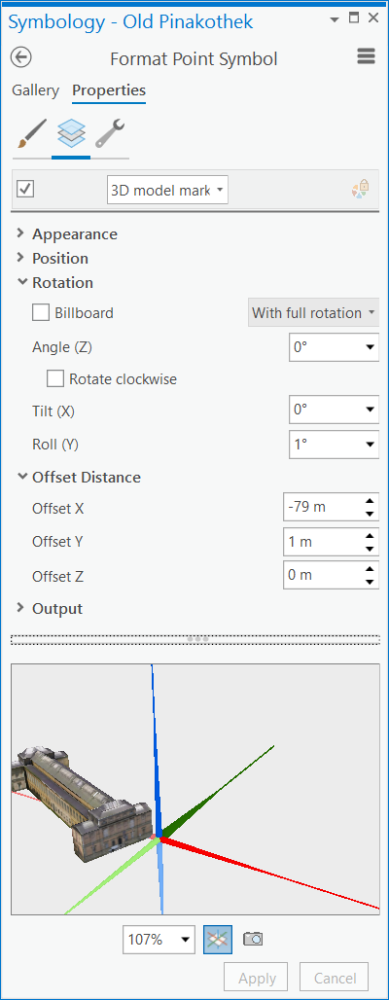 Symbology - Old Pinakothek
Format Point Symbol
Gallery Properties
3D model mark
Appearance
Position
Rotation
Billboard With full rotation
Angle (Z) 0°
Rotate clockwise
Tilt (X) 0°
Roll (Y) 1°
Offset Distance
Offset X -79 m
Offset Y 1 m
Offset Z 0 m
Output
107%
Apply Cancel